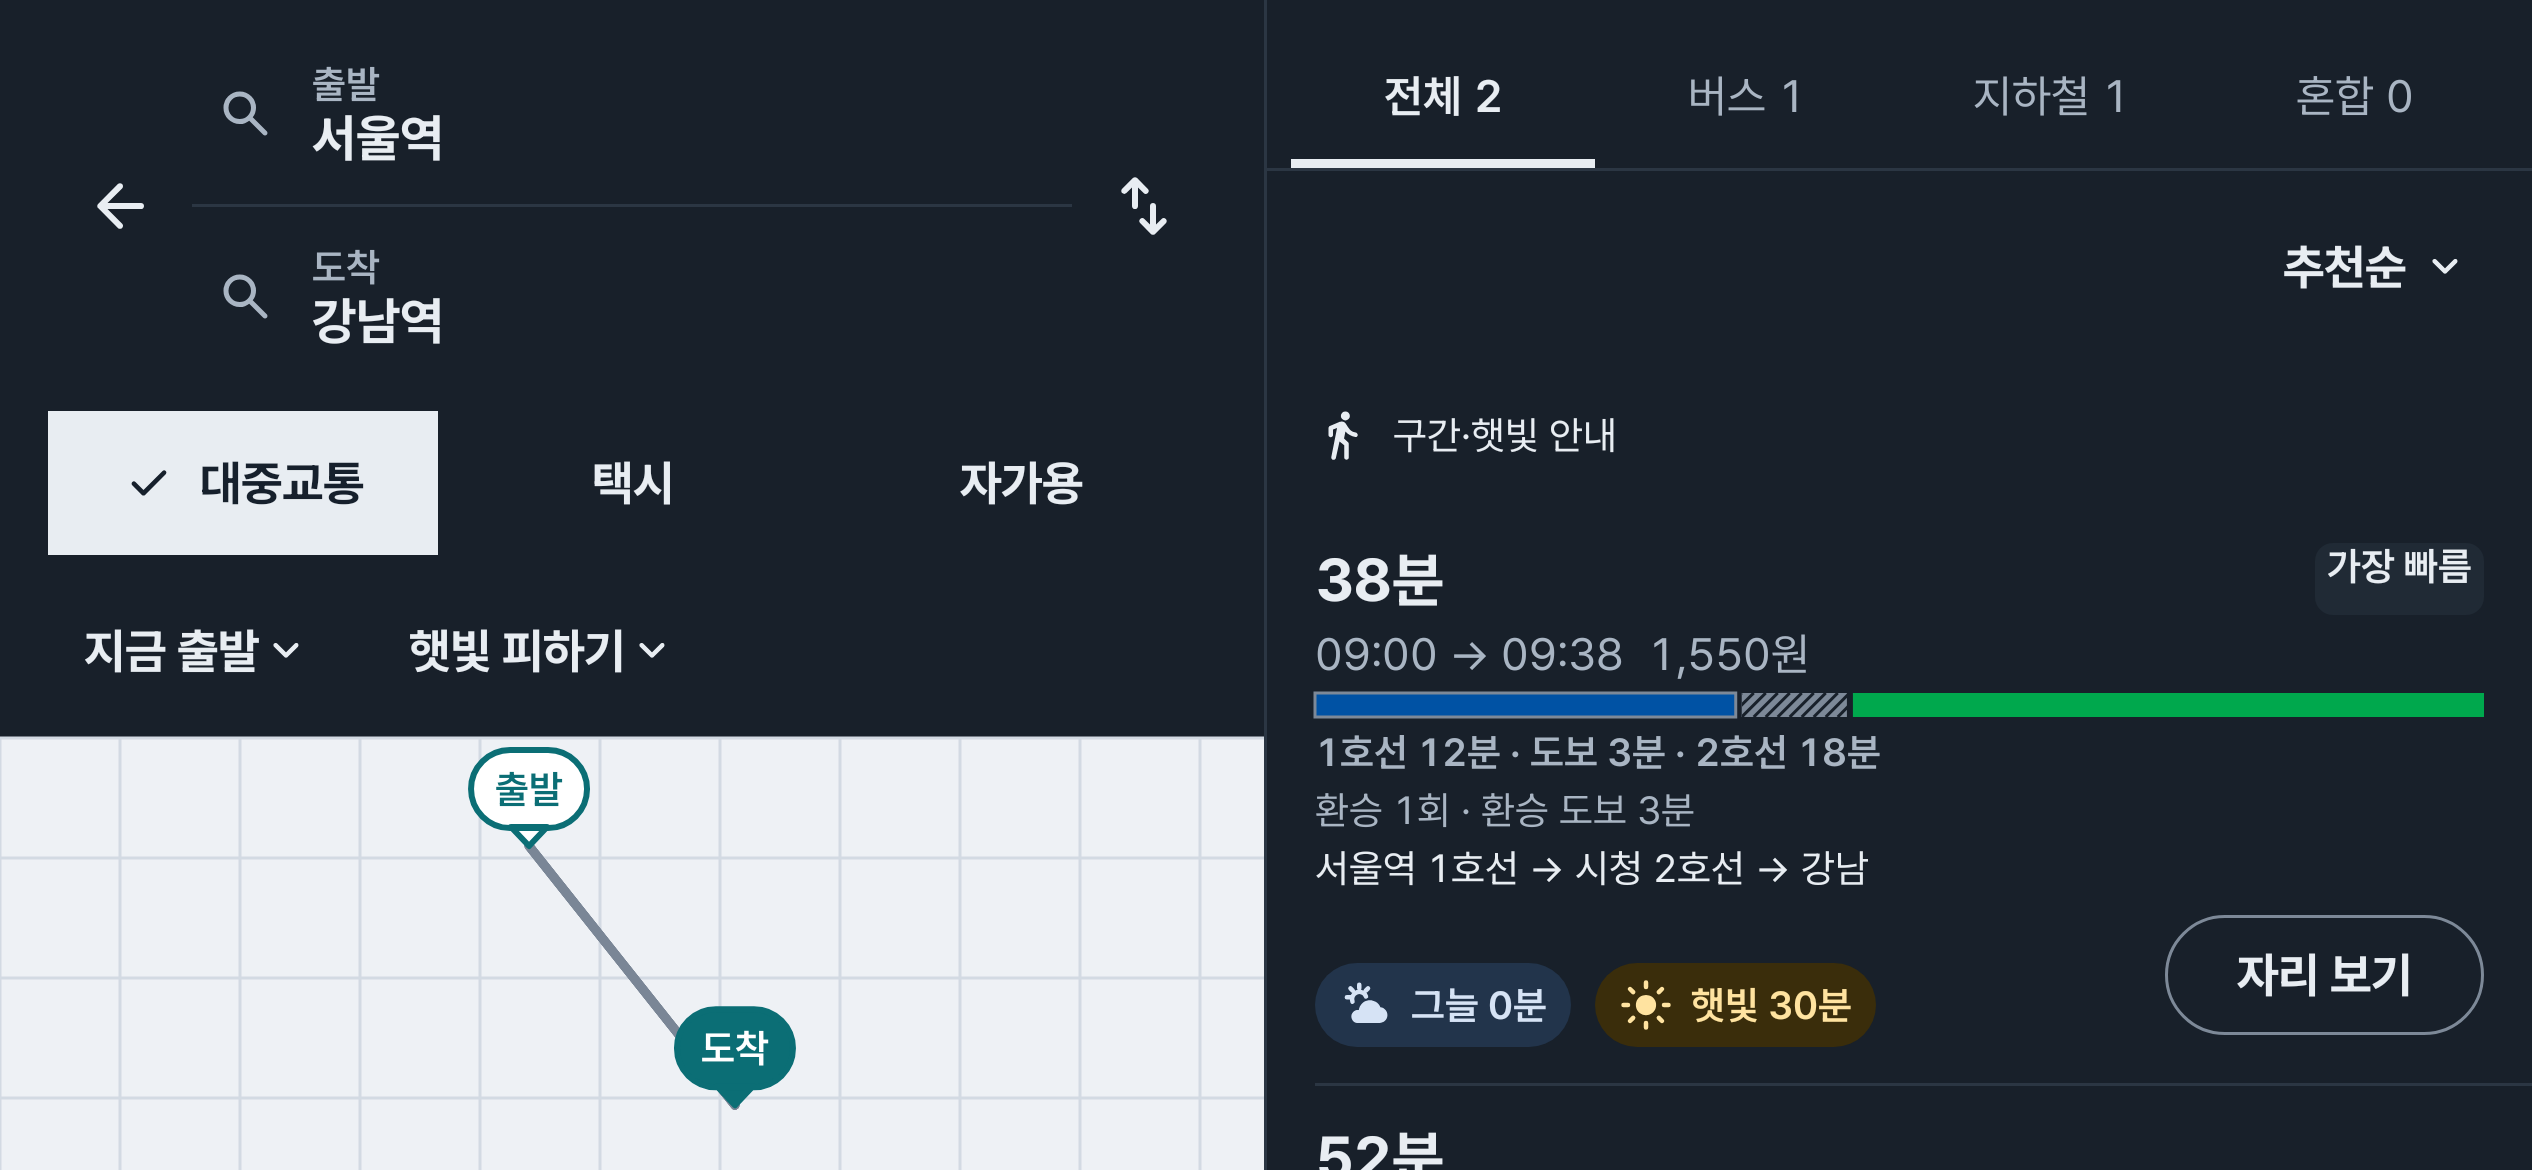 출발
서울역
도착
강남역
대중교통
택시
자가용
지금 출발
햇빛 피하기
출발
도착
전체 2
버스 1
지하철 1
혼합 0
추천순
구간·햇빛 안내
38분
가장 빠름
09:00 → 09:38 1,550원
1호선 12분 · 도보 3분 · 2호선 18분
환승 1회 · 환승 도보 3분
서울역 1호선 → 시청 2호선 → 강남
그늘 0분
햇빛 30분
자리 보기
52분